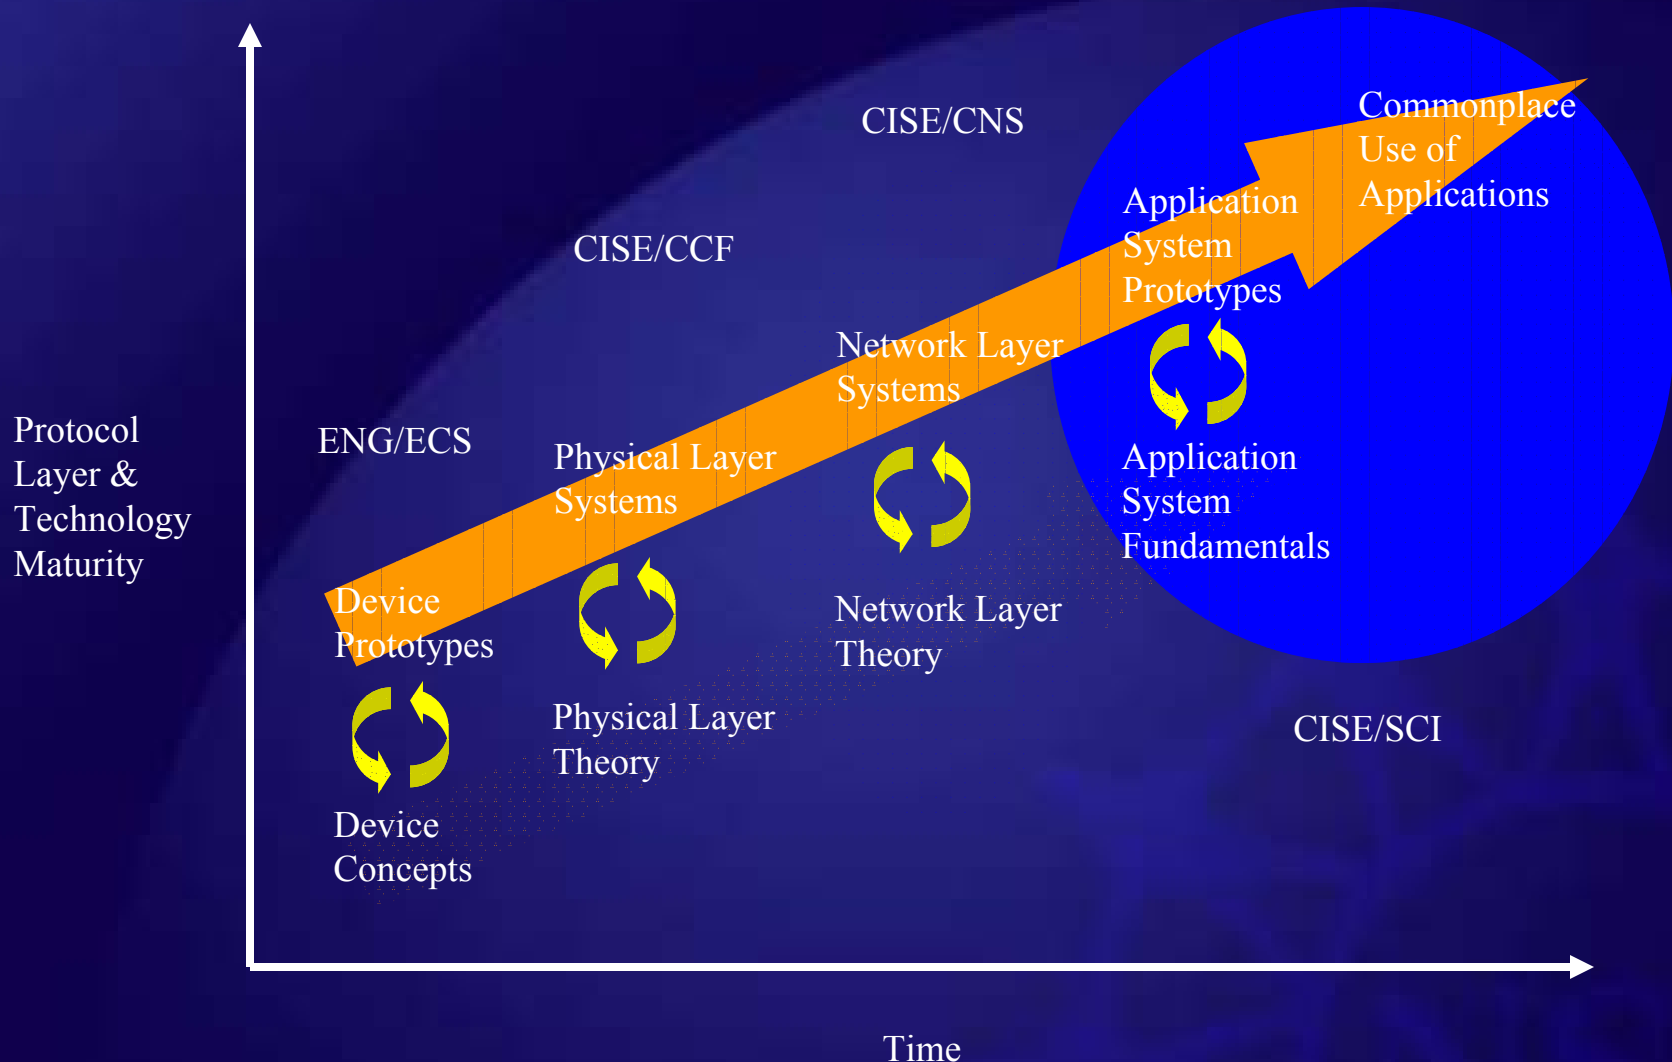 CISE/CNS
Commonplace
Use of
Applications
Application
System
Prototypes
CISE/CCF
Network Layer
Systems
ENG/ECS
Physical Layer
Systems
Protocol
Layer &
Technology
Maturity
Application
System
Fundamentals
Device
Prototypes
Network Layer
Theory
Physical Layer
Theory
CISE/SCI
Device
Concepts
Time